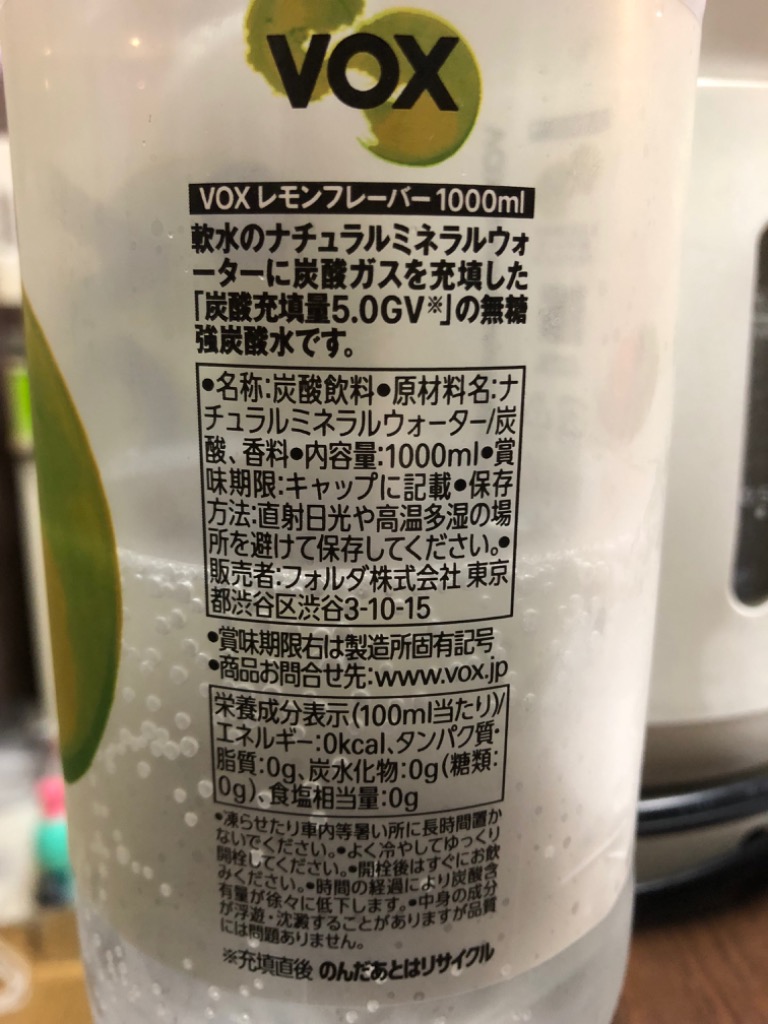 VOX
VOX レモンフレーバー1000ml
軟水のナチュラルミネラルウォ
ーターに炭酸ガスを充填した
「炭酸充填量5.0GV※」の無糖
強炭酸水です。
●名称:炭酸飲料●原材料名:ナ
チュラルミネラルウォーター/炭
酸、香料●内容量:1000ml●賞
味期限:キャップに記載●保存
方法:直射日光や高温多湿の場
所を避けて保存してください。●
販売者:フォルダ株式会社 東京
都渋谷区渋谷3-10-15
●賞味期限右は製造所固有記号
●商品お問合せ先:www.vox.jp
栄養成分表示(100ml当たり)/
エネルギー:0kcal、タンパク質・
脂質:0g、炭水化物:0g(糖類:
0g)、食塩相当量:0g
●凍らせたり車内等暑い所に長時間置か
ないでください。●よく冷やしてゆっくり
開栓してください。●開栓後はすぐにお飲
みください。●時間の経過により炭酸含
有量が徐々に低下します。●中身の成分
が浮遊・沈澱することがありますが品質
には問題ありません。
※充填直後 のんだあとはリサイクル